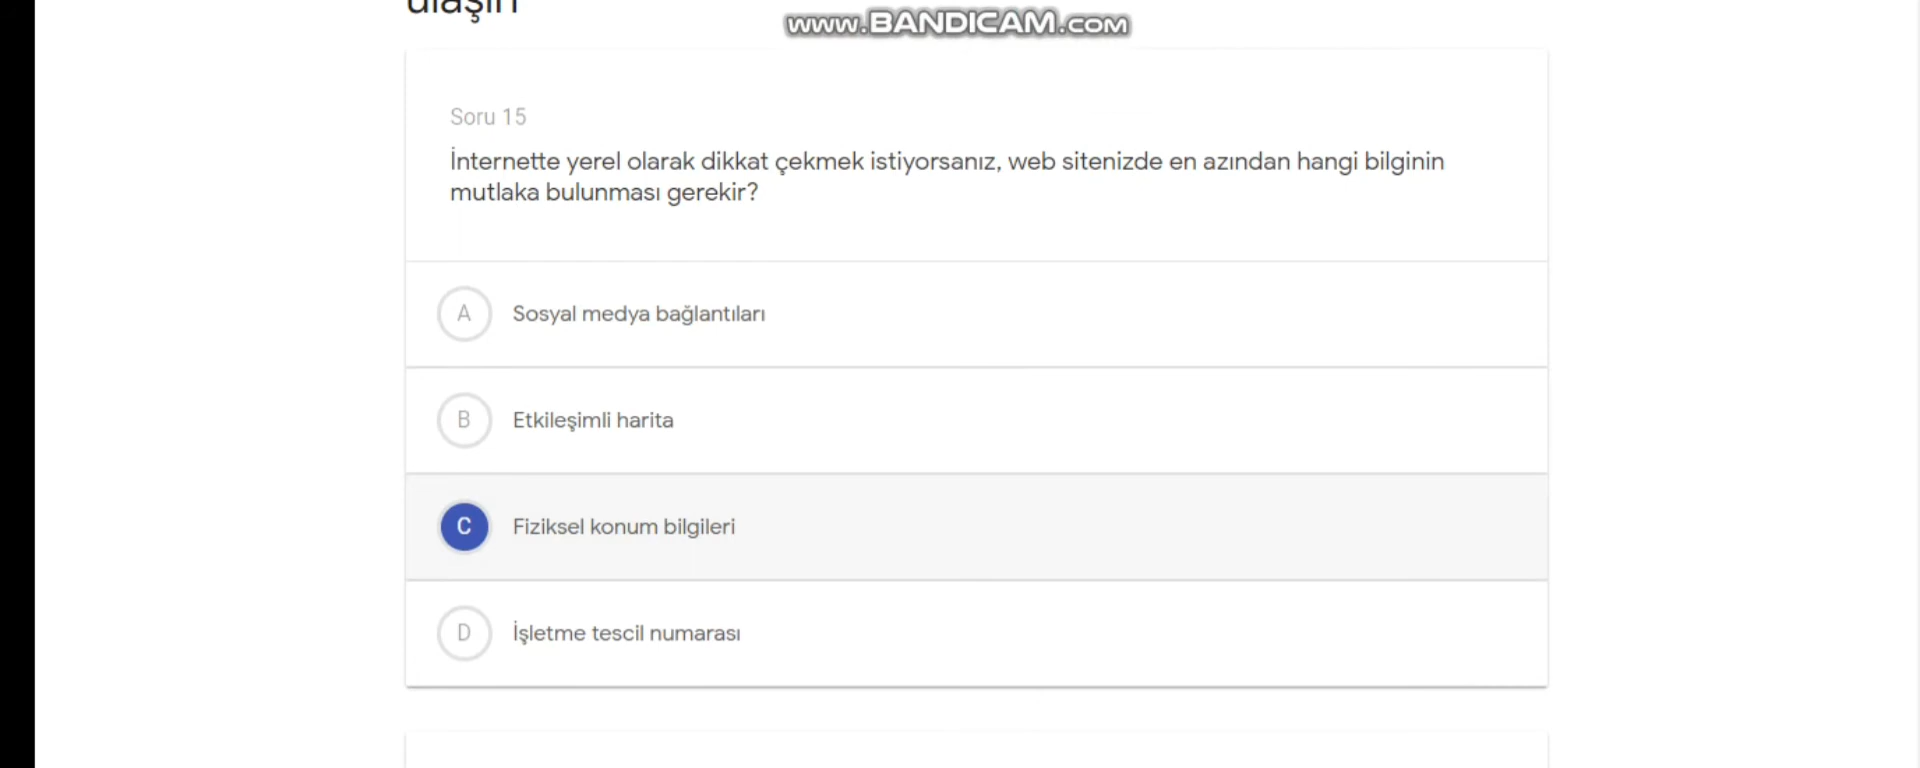 ulaşın
www.BANDICAM.com
Soru 15
İnternette yerel olarak dikkat çekmek istiyorsanız, web sitenizde en azından hangi bilginin
mutlaka bulunması gerekir?
A Sosyal medya bağlantıları
B Etkileşimli harita
C Fiziksel konum bilgileri
D İşletme tescil numarası